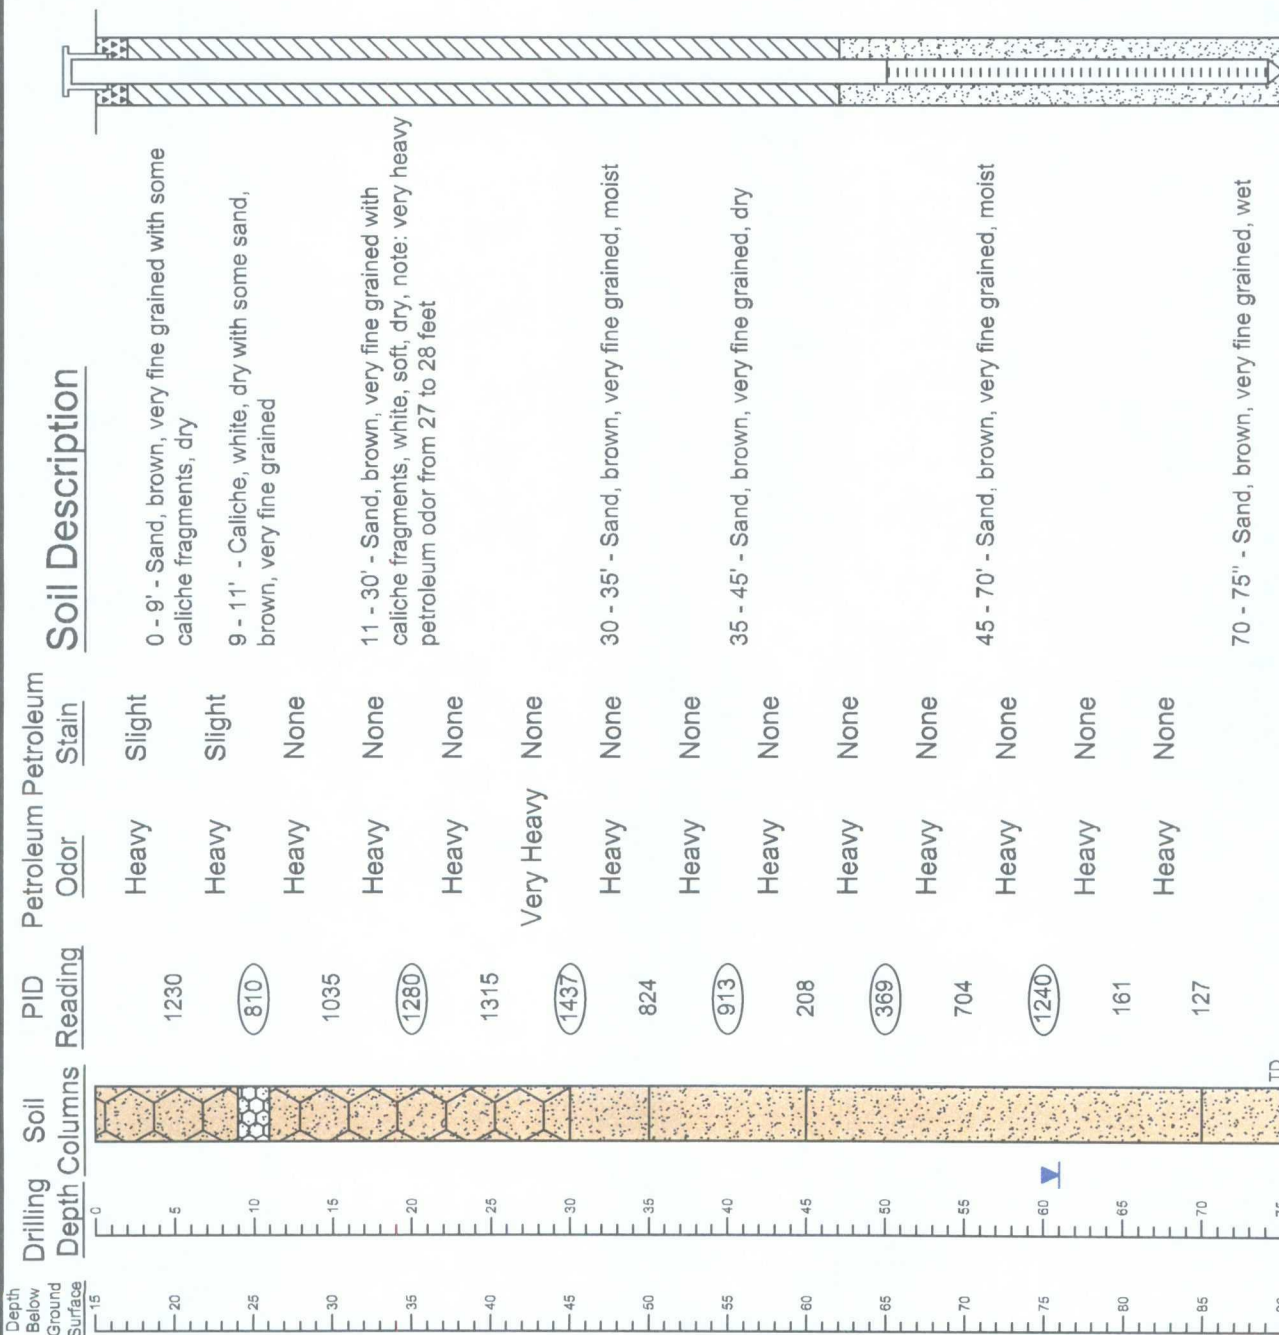 Depth
Below
Ground
Surface
Drilling
Depth
Soil
Columns
PID
Reading
Petroleum
Odor
Petroleum
Stain
Soil Description
15
20
25
30
35
40
45
50
55
60
65
70
75
80
85
0
5
10
15
20
25
30
35
40
45
50
55
60
65
70
75
TD
1230
810
1035
1280
1315
1437
824
913
208
369
704
1240
161
127
Heavy
Heavy
Heavy
Heavy
Heavy
Very Heavy
Heavy
Heavy
Heavy
Heavy
Heavy
Heavy
Heavy
Heavy
Slight
Slight
None
None
None
None
None
None
None
None
None
None
None
None
0 - 9' - Sand, brown, very fine grained with some
caliche fragments, dry
9 - 11' - Caliche, white, dry with some sand,
brown, very fine grained
11 - 30' - Sand, brown, very fine grained with
caliche fragments, white, soft, dry, note: very heavy
petroleum odor from 27 to 28 feet
30 - 35' - Sand, brown, very fine grained, moist
35 - 45' - Sand, brown, very fine grained, dry
45 - 70' - Sand, brown, very fine grained, moist
70 - 75" - Sand, brown, very fine grained, wet